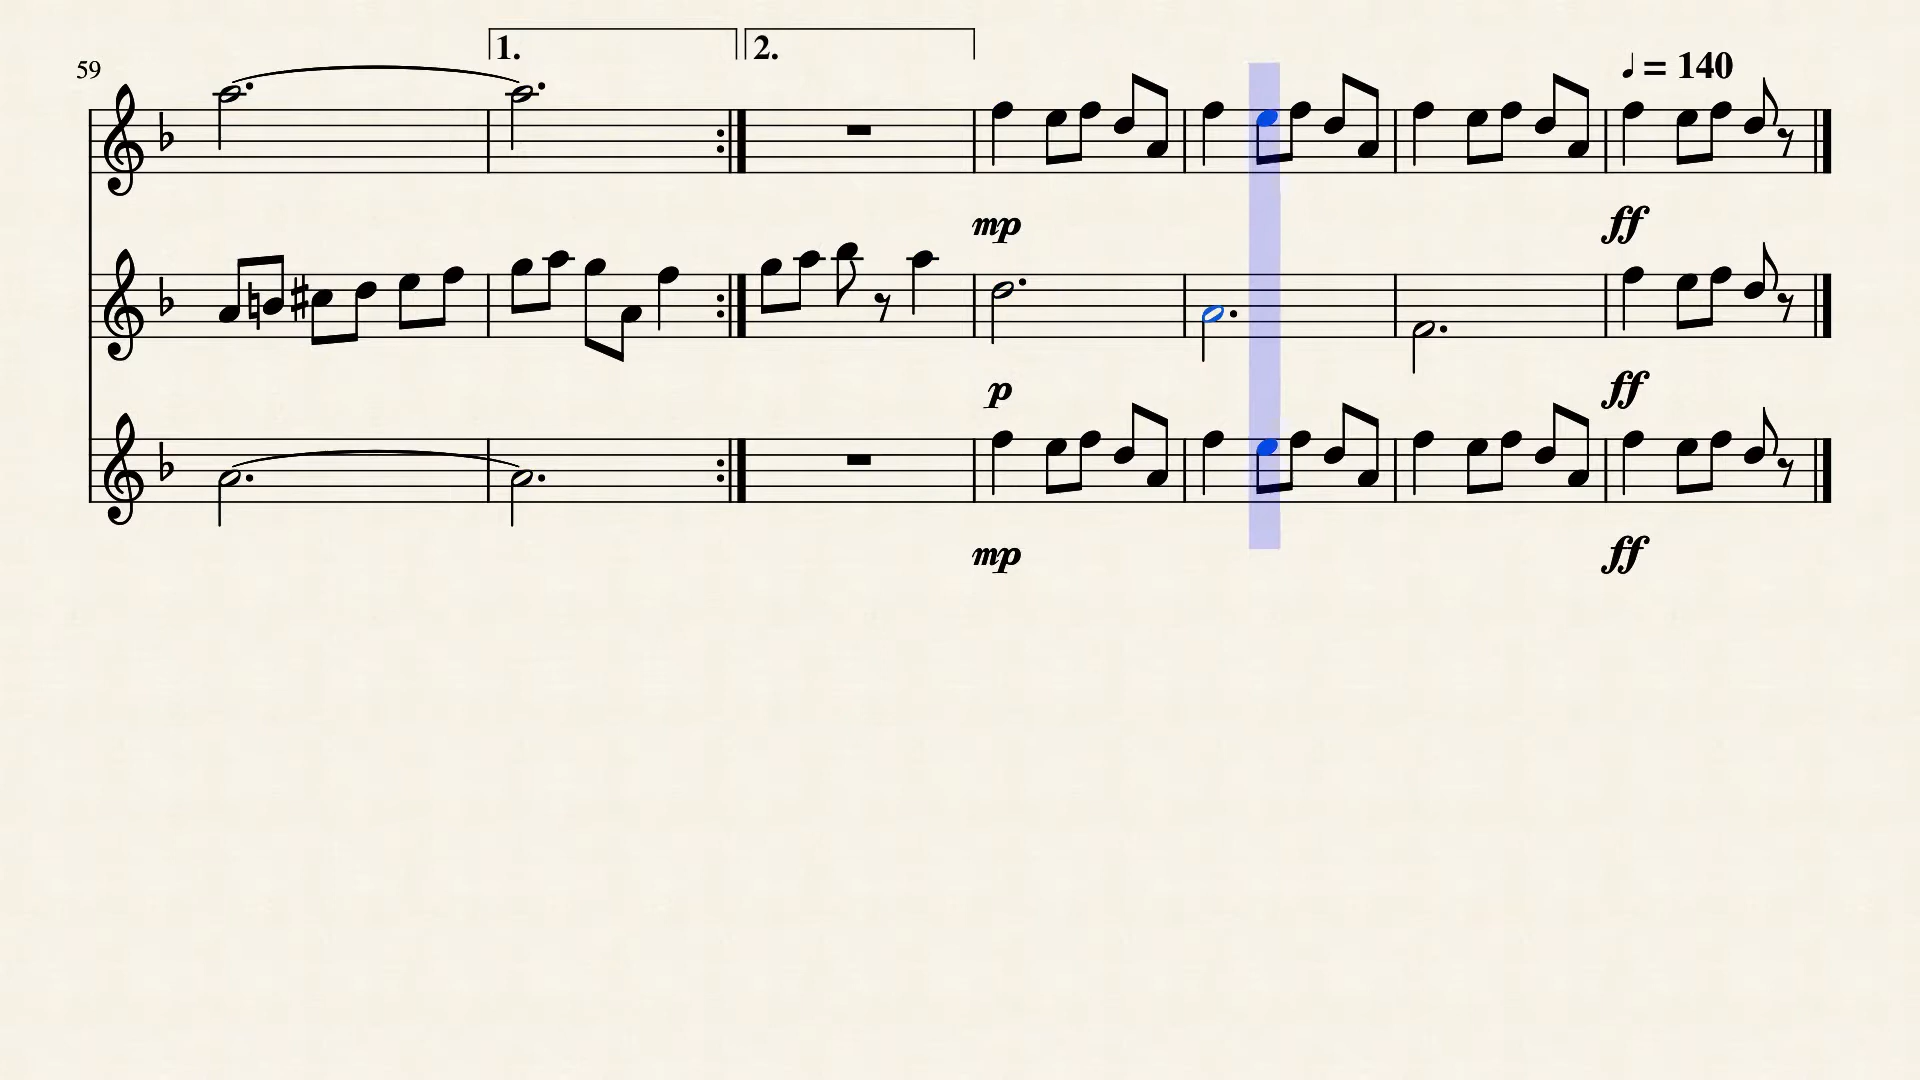 1. 2.
59
♩ = 140
mp ff
p ff
mp ff